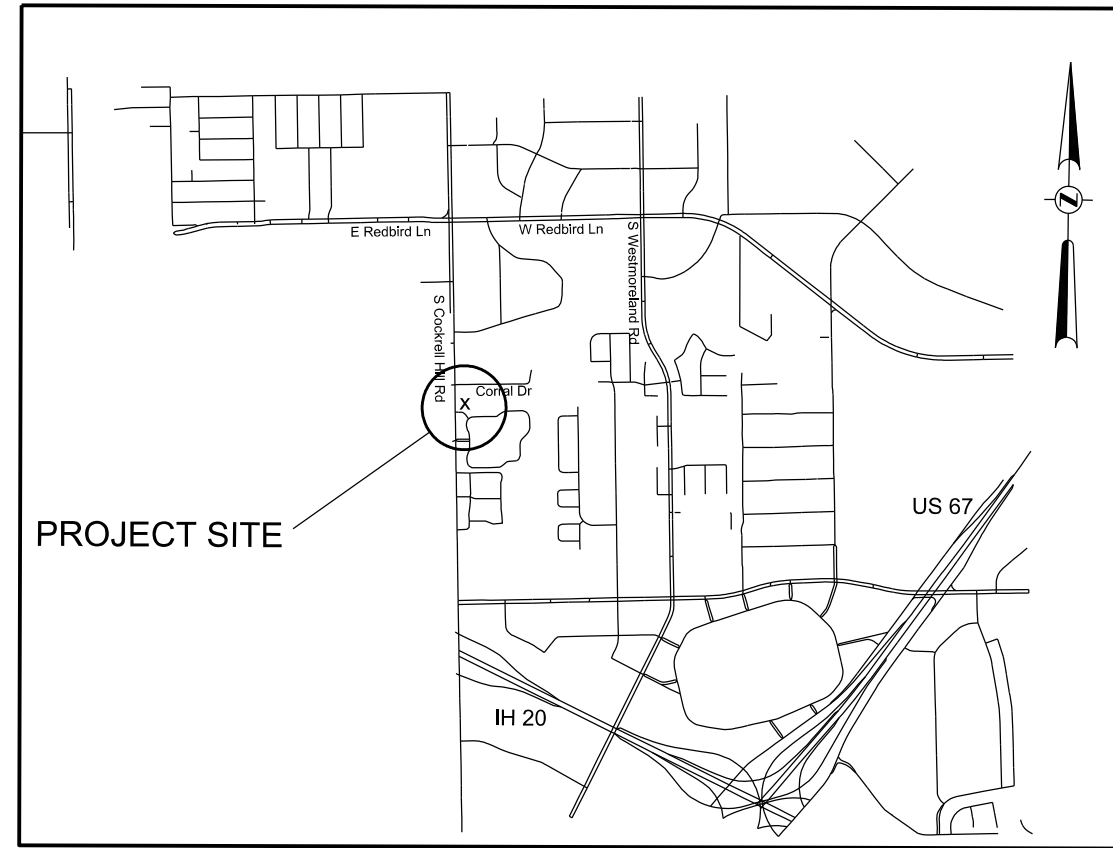 E Redbird Ln
W Redbird Ln
S Westmoreland Rd
S Cockrell Hill Rd
N
X
Corral Dr
PROJECT SITE
US 67
IH 20